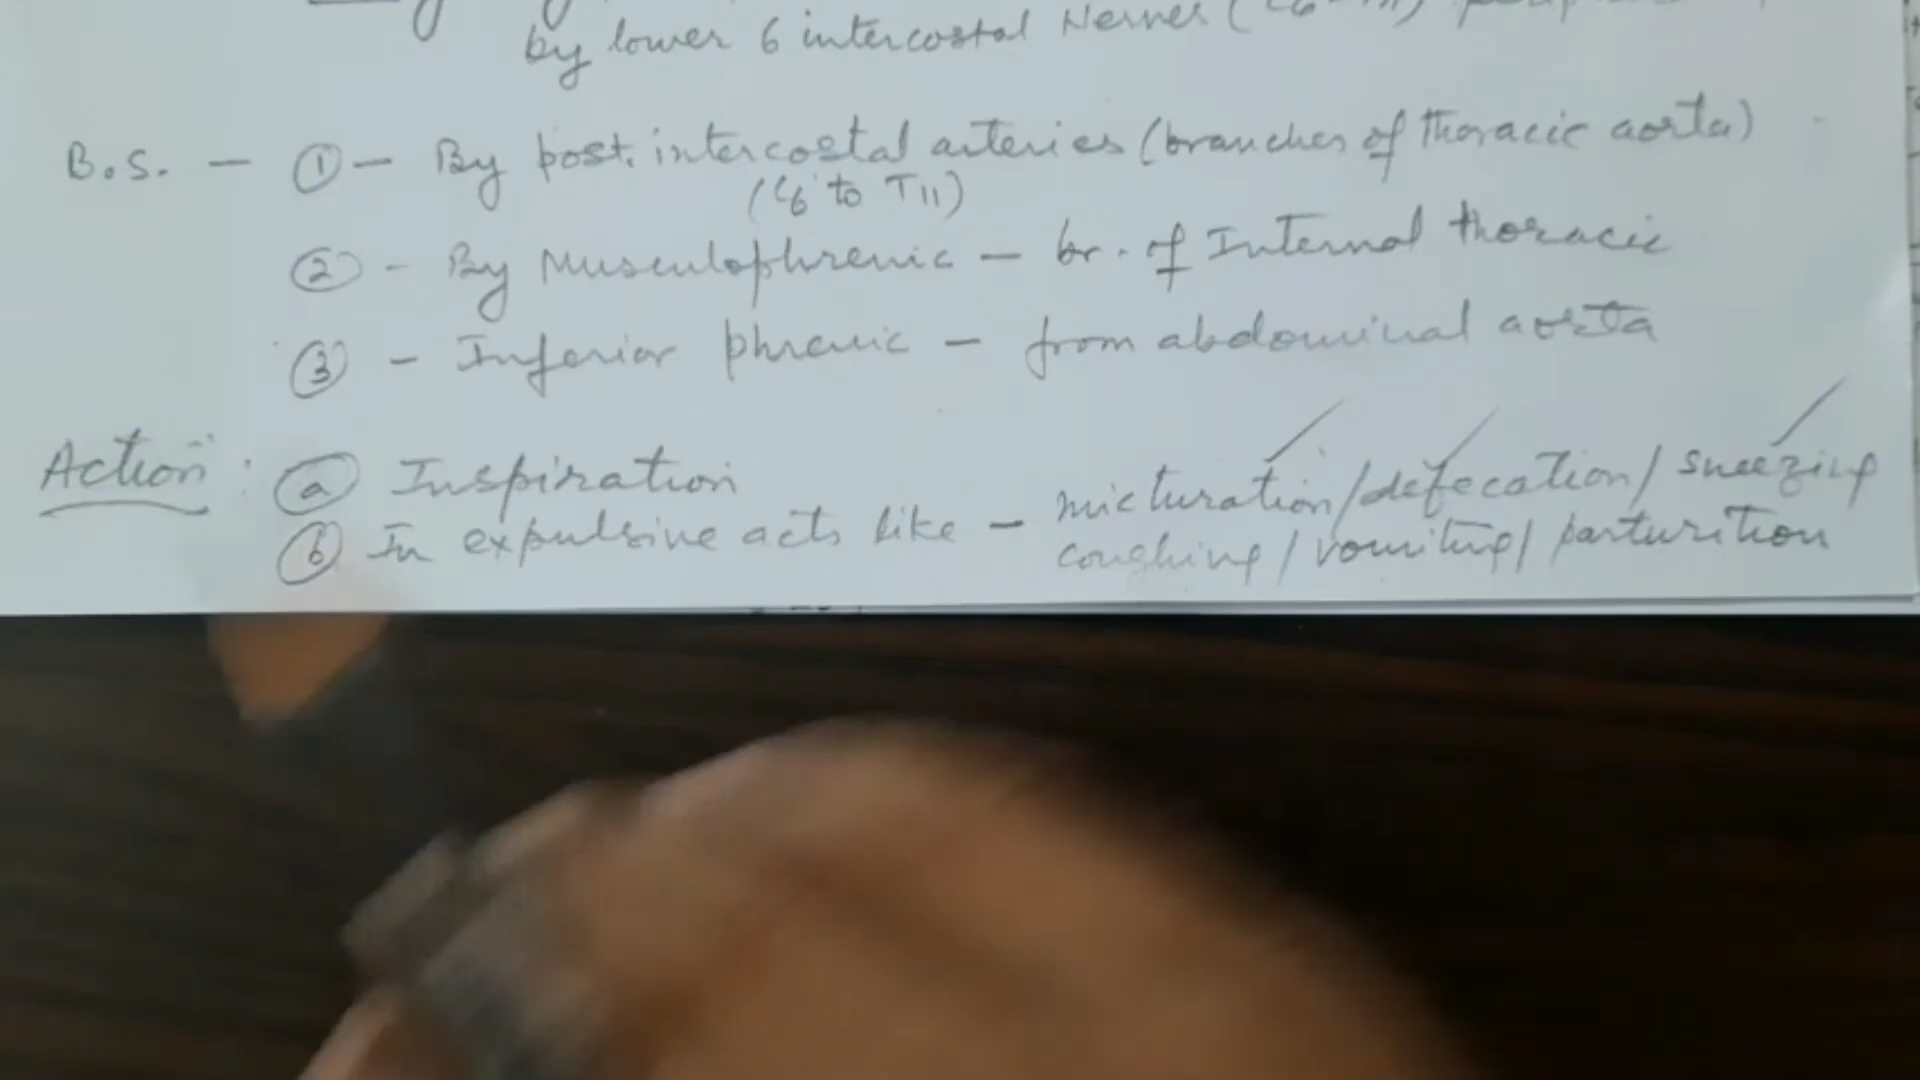 by lower 6 intercostal Nerves
B.S. — ① — By post. intercostal arteries (branches of thoracic aorta)
(T6 to T11)
② - By Musculophrenic — br. of Internal thoracic
③ - Inferior phrenic — from abdominal aorta
Action : ⓐ Inspiration
ⓑ In expulsive acts like — micturation/defecation/sneezing
coughing/vomiting/parturition